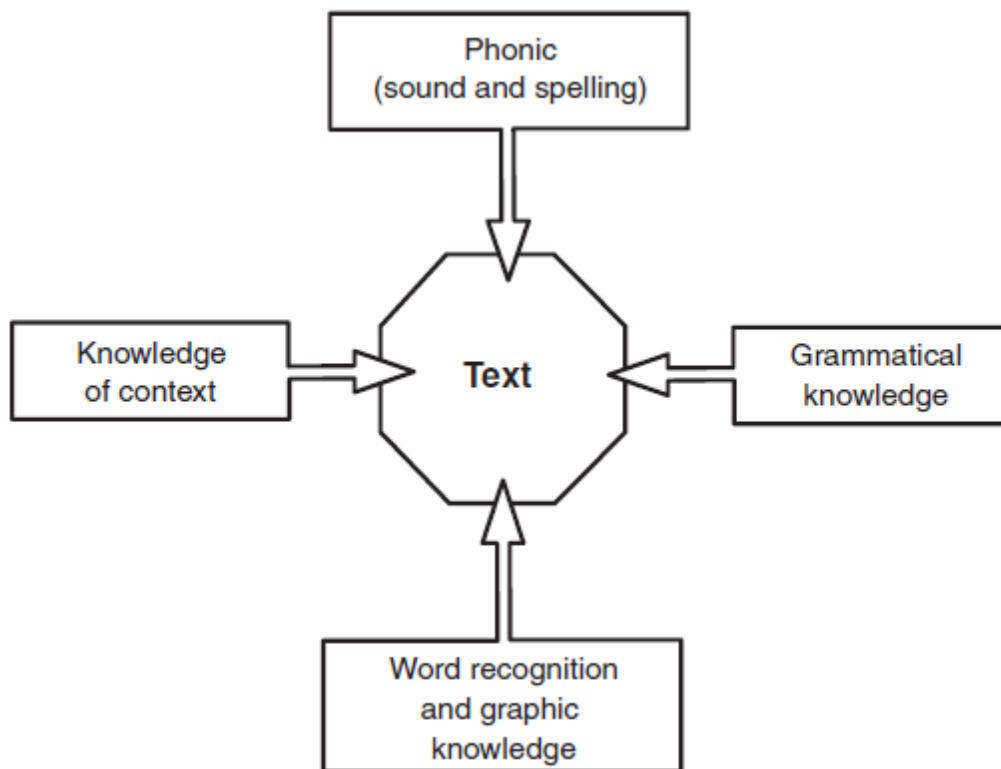 Phonic
(sound and spelling)
Knowledge
of context
Text
Grammatical
knowledge
Word recognition
and graphic
knowledge